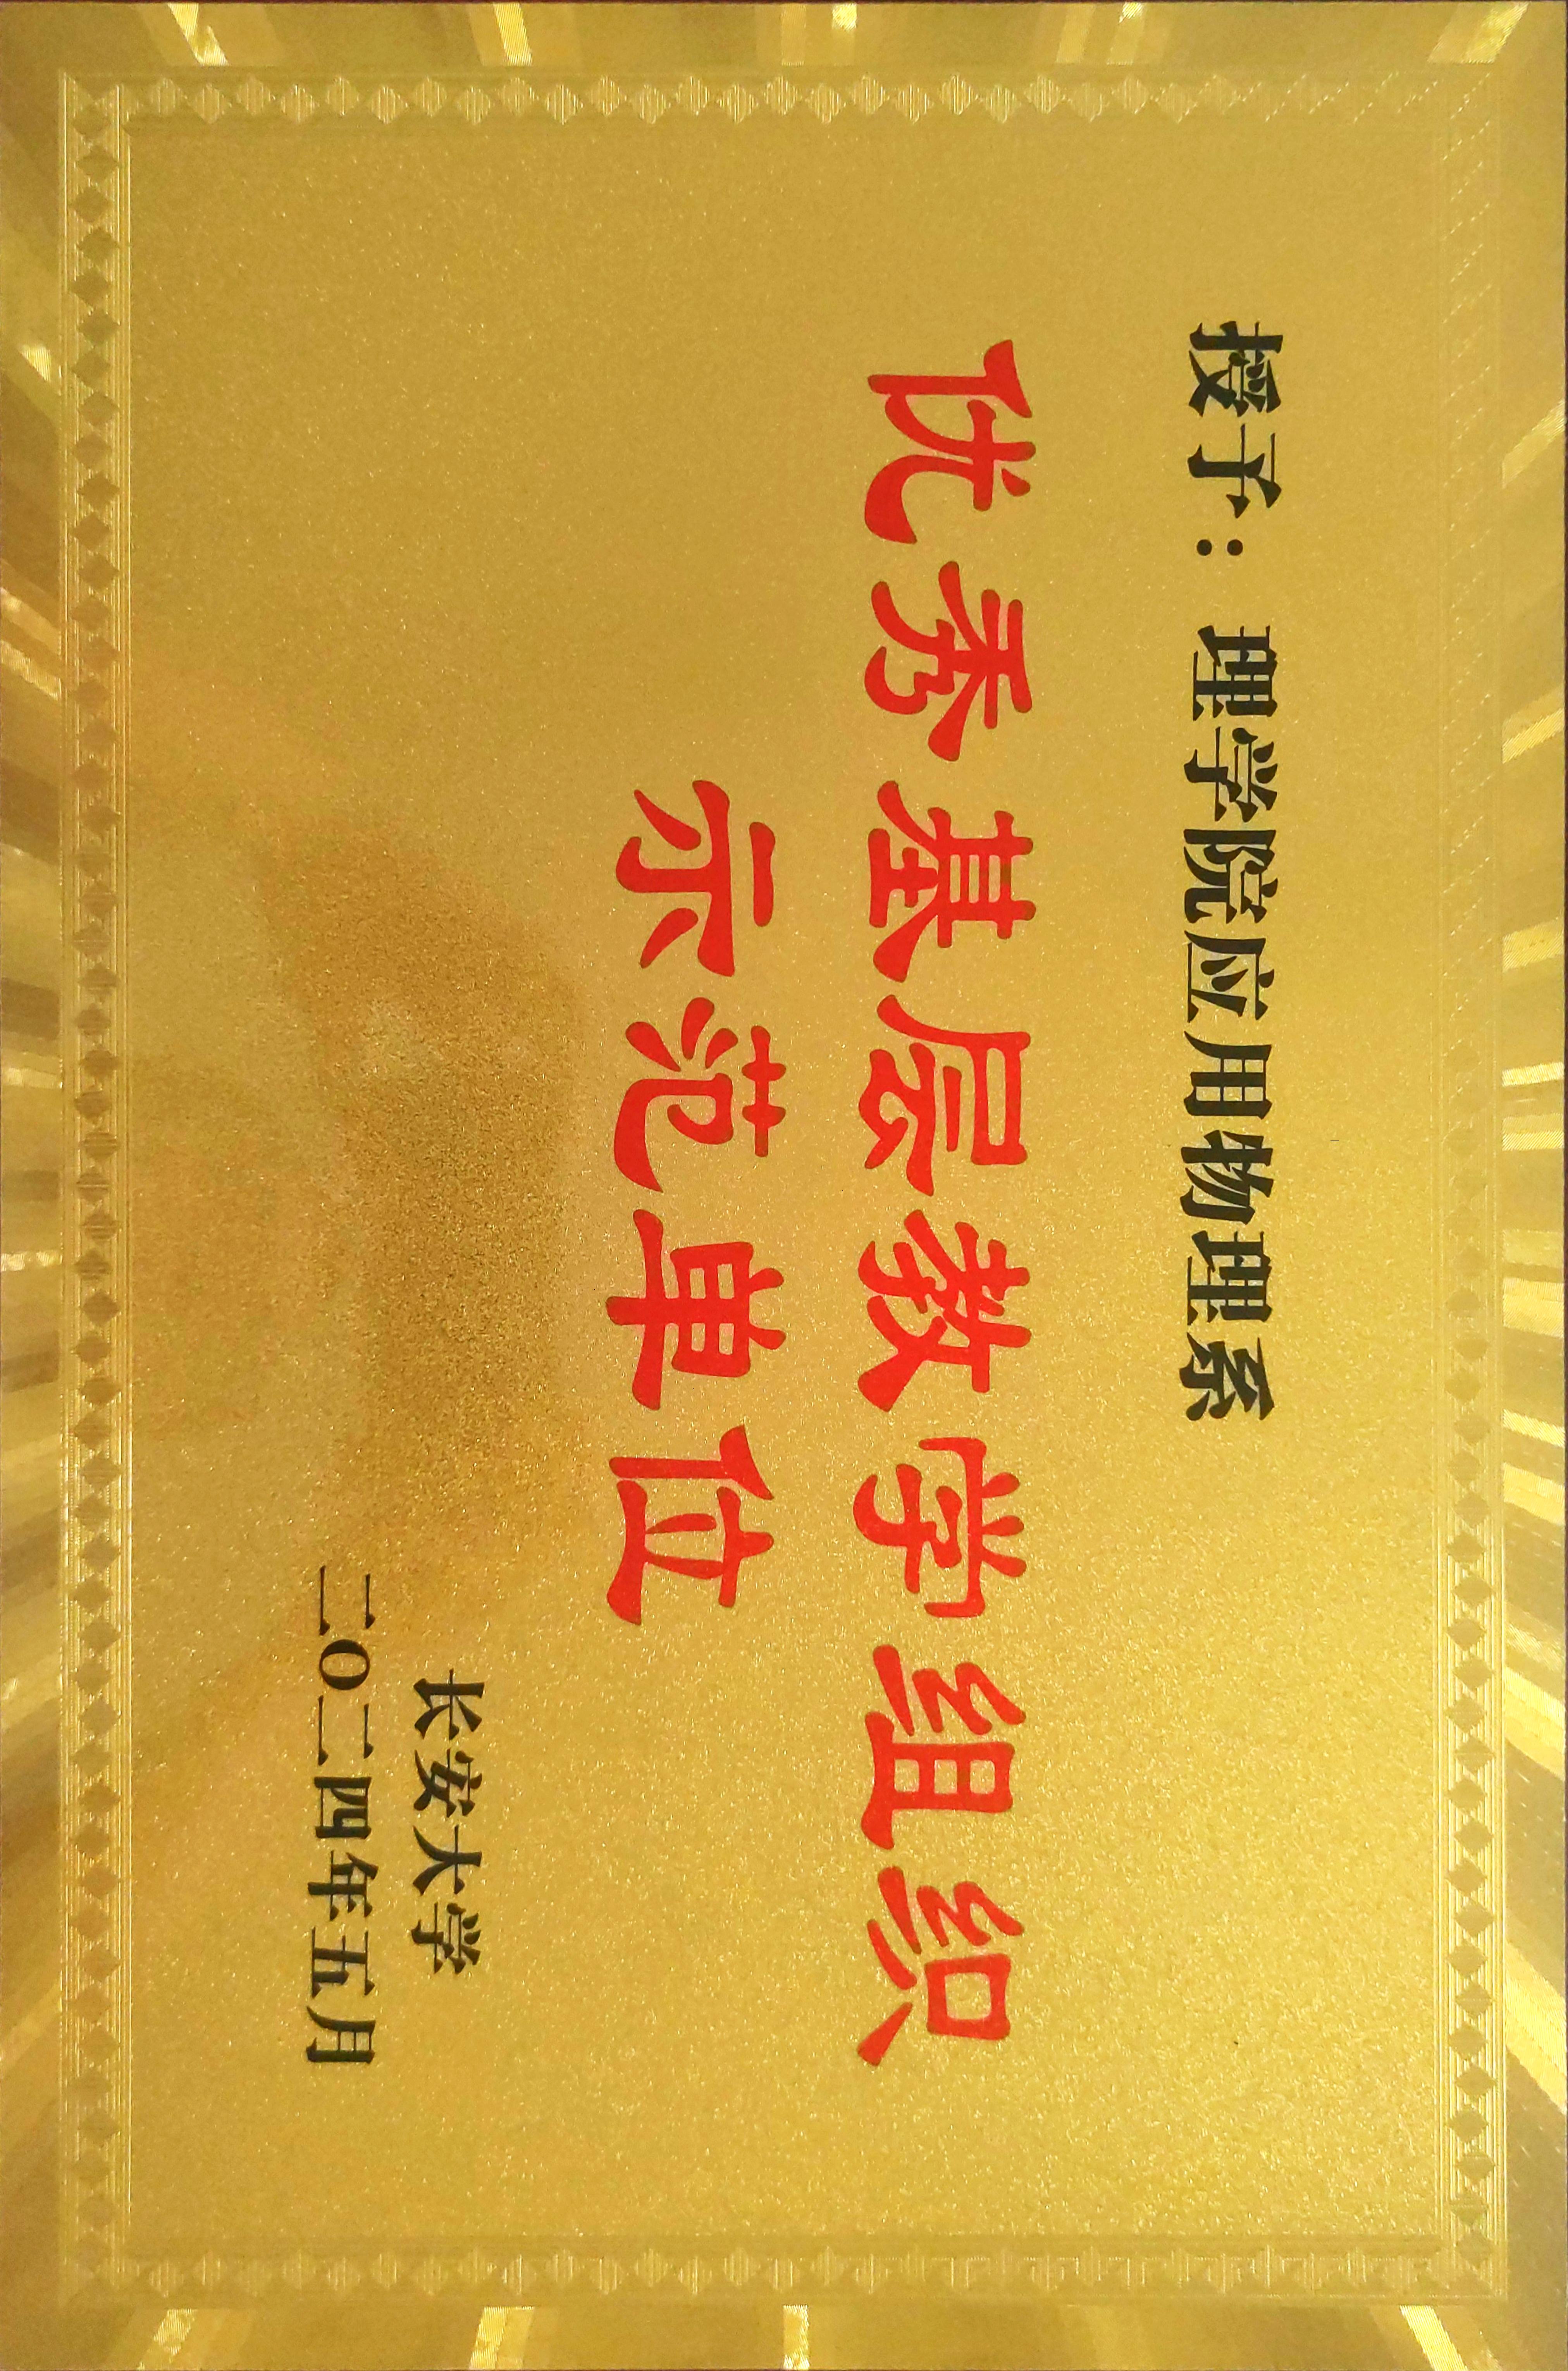 授予：理学院应用物理系
优秀基层教学组织
示范单位
长安大学
二〇二四年五月